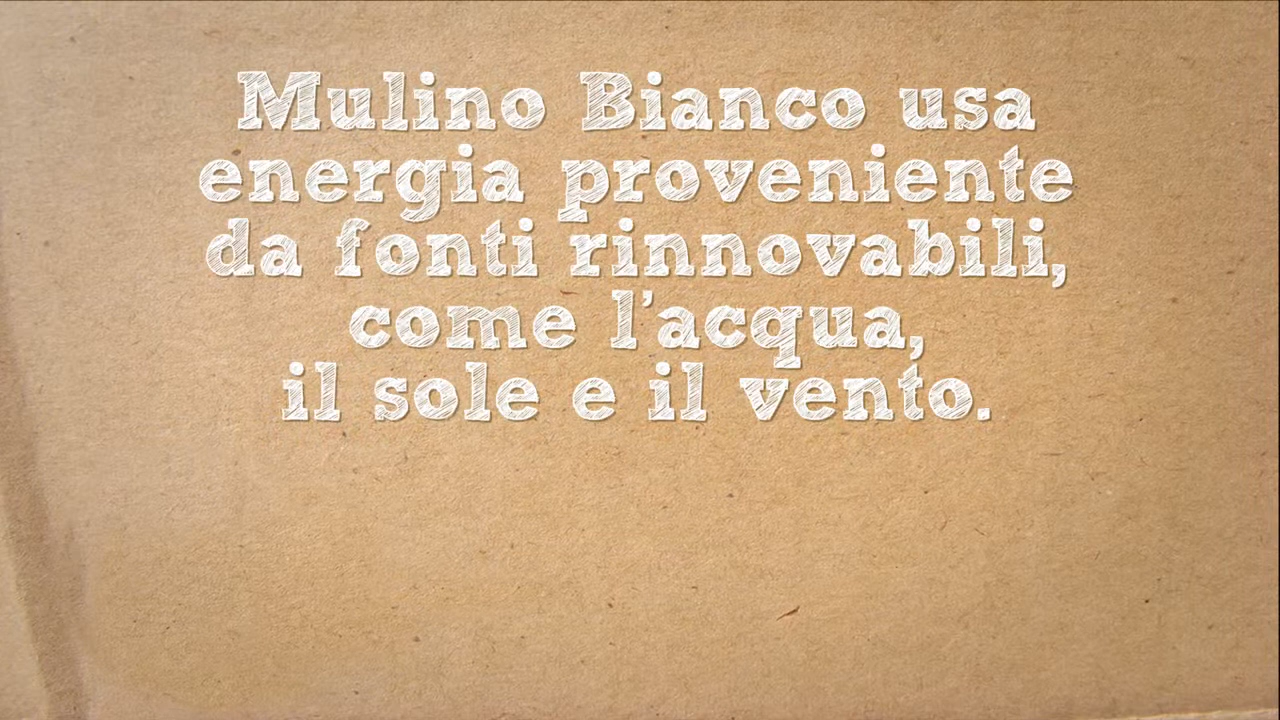 Mulino Bianco usa
energia proveniente
da fonti rinnovabili,
come l'acqua,
il sole e il vento.